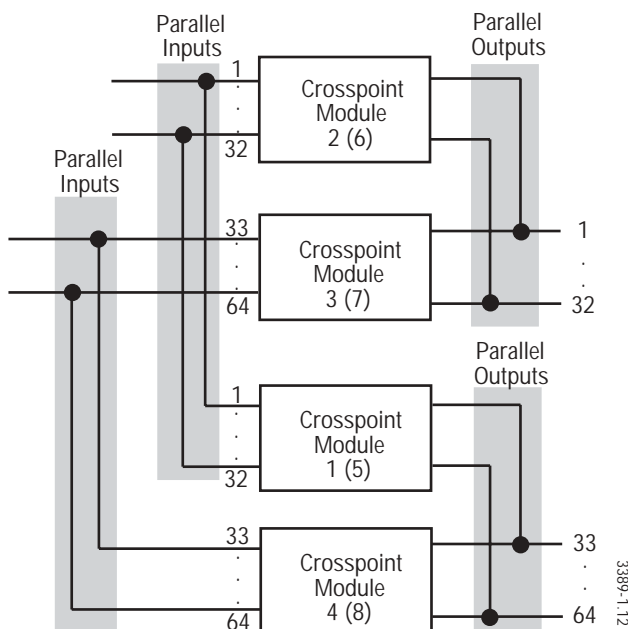 Parallel
Inputs
Parallel
Outputs
1
.
.
.
32
Crosspoint
Module
2 (6)
Parallel
Inputs
33
.
.
.
64
Crosspoint
Module
3 (7)
1
.
.
32
Parallel
Outputs
1
.
.
.
32
Crosspoint
Module
1 (5)
33
.
.
.
64
Crosspoint
Module
4 (8)
33
.
.
64
3389-1.12